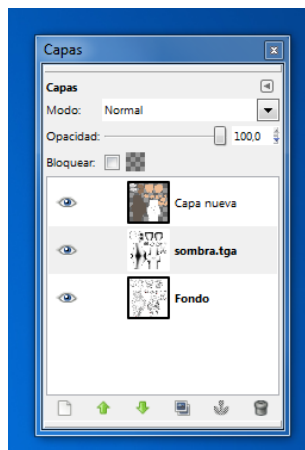 Capas
Capas
Modo: Normal
Opacidad: 100,0
Bloquear:
Capa nueva
sombra.tga
Fondo